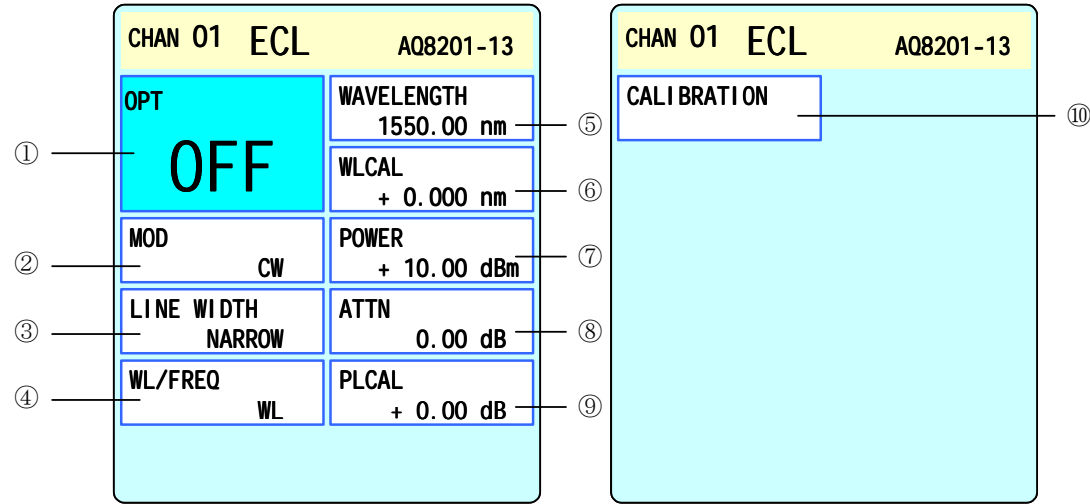 CHAN 01 ECL AQ8201-13
OPT
OFF
MOD
CW
LINE WIDTH
NARROW
WL/FREQ
WL
WAVELENGTH
1550.00 nm
WLCAL
+ 0.000 nm
POWER
+ 10.00 dBm
ATTN
0.00 dB
PLCAL
+ 0.00 dB
①
②
③
④
⑤
⑥
⑦
⑧
⑨
CHAN 01 ECL AQ8201-13
CALIBRATION
⑩